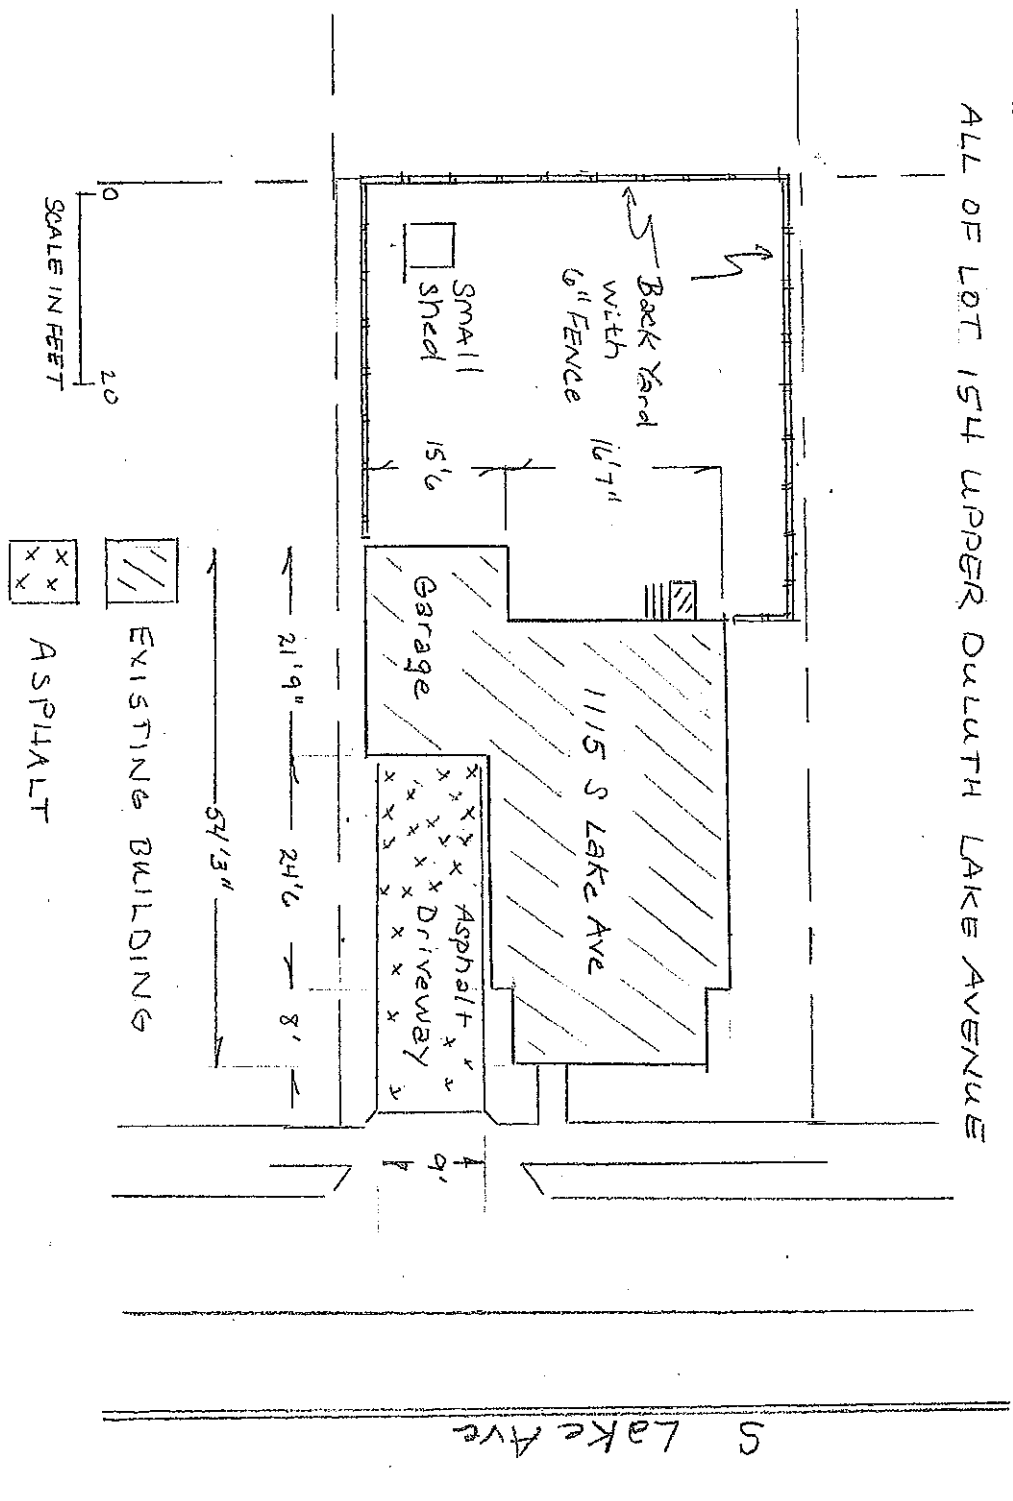 ALL OF LOT 154 UPPER DULUTH LAKE AVENUE
Back Yard
with
6" FENCE
16'7"
Small
shed
15'6
1115 S Lake Ave
Garage
Asphalt
Driveway
9'
21'9"
24'6
8'
54'3"
0
20
SCALE IN FEET
EXISTING BUILDING
ASPHALT
S Lake Ave